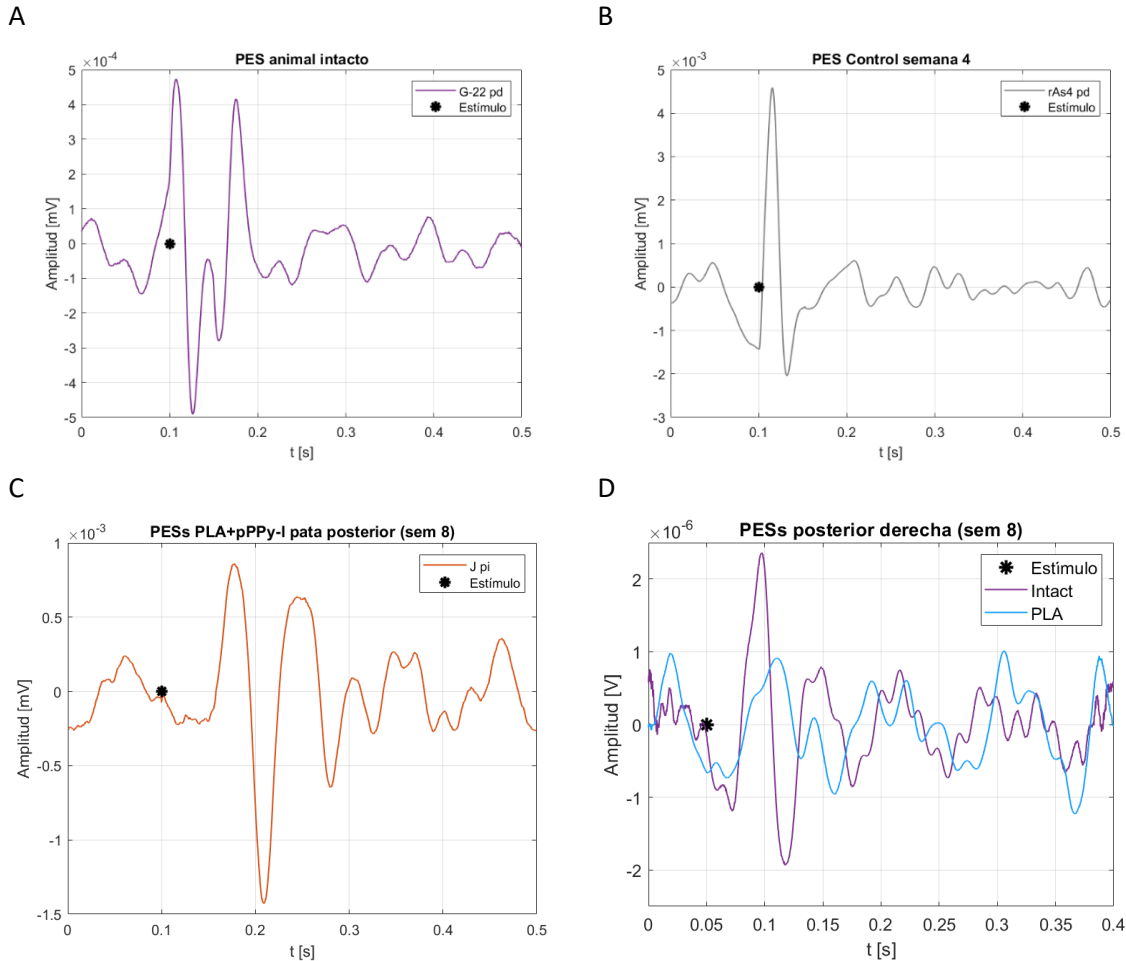 A
PES animal intacto
×10⁻⁴
G-22 pd
Estímulo
5
4
3
2
1
0
-1
-2
-3
-4
-5
Amplitud [mV]
0
0.1
0.2
0.3
0.4
0.5
t [s]
B
PES Control semana 4
×10⁻³
rAs4 pd
Estímulo
5
4
3
2
1
0
-1
-2
-3
Amplitud [mV]
0
0.1
0.2
0.3
0.4
0.5
t [s]
C
PESs PLA+pPPy-I pata posterior (sem 8)
×10⁻³
J pi
Estímulo
1
0.5
0
-0.5
-1
-1.5
Amplitud [mV]
0
0.1
0.2
0.3
0.4
0.5
t [s]
D
PESs posterior derecha (sem 8)
×10⁻⁶
Estímulo
Intact
PLA
2
1
0
-1
-2
Amplitud [V]
0
0.05
0.1
0.15
0.2
0.25
0.3
0.35
0.4
t [s]